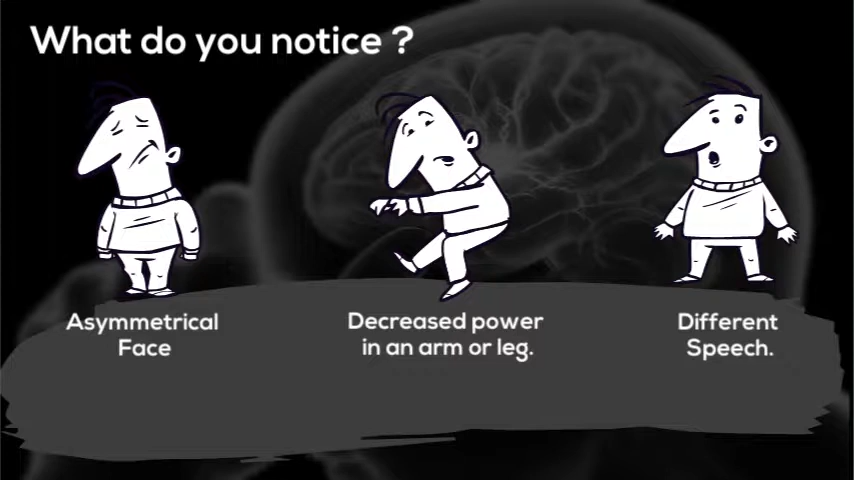 What do you notice ?
Asymmetrical
Face
Decreased power
in an arm or leg.
Different
Speech.